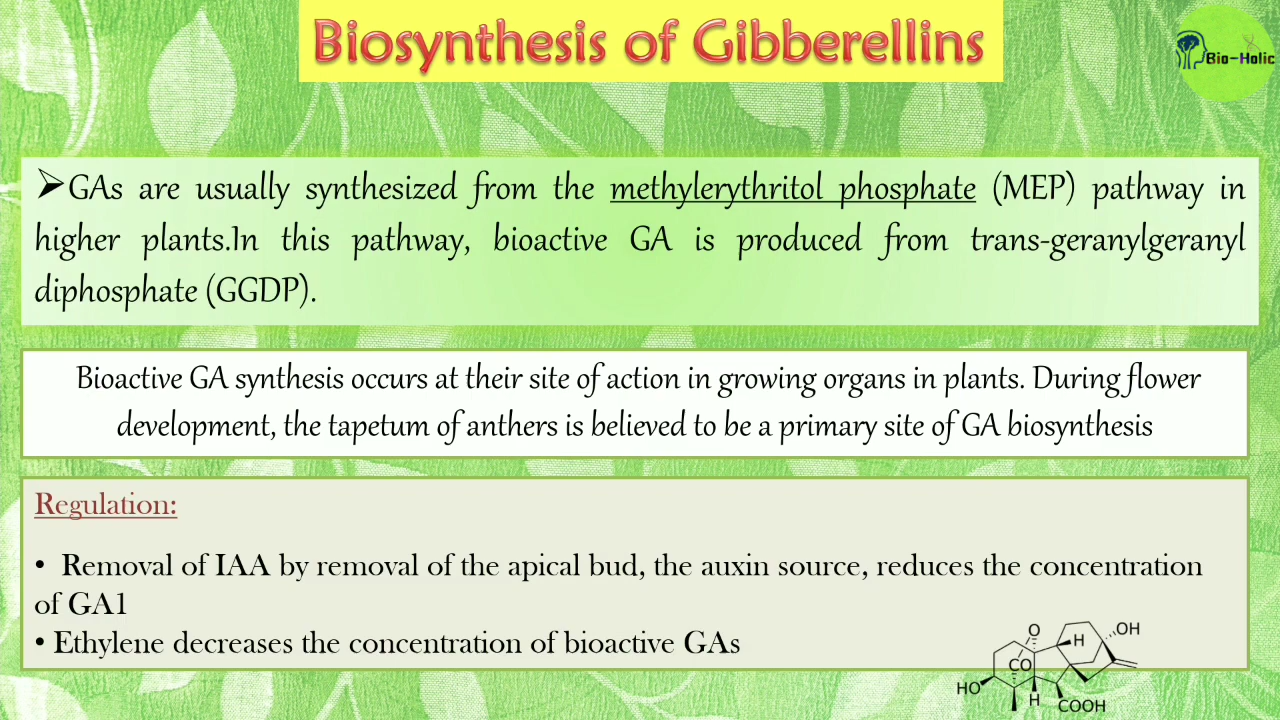 Biosynthesis of Gibberellins
Bio-Holic
➢GAs are usually synthesized from the methylerythritol phosphate (MEP) pathway in
higher plants.In this pathway, bioactive GA is produced from trans-geranylgeranyl
diphosphate (GGDP).
Bioactive GA synthesis occurs at their site of action in growing organs in plants. During flower
development, the tapetum of anthers is believed to be a primary site of GA biosynthesis
Regulation:
• Removal of IAA by removal of the apical bud, the auxin source, reduces the concentration
of GA1
• Ethylene decreases the concentration of bioactive GAs
O
H
OH
CO
HO
H
COOH